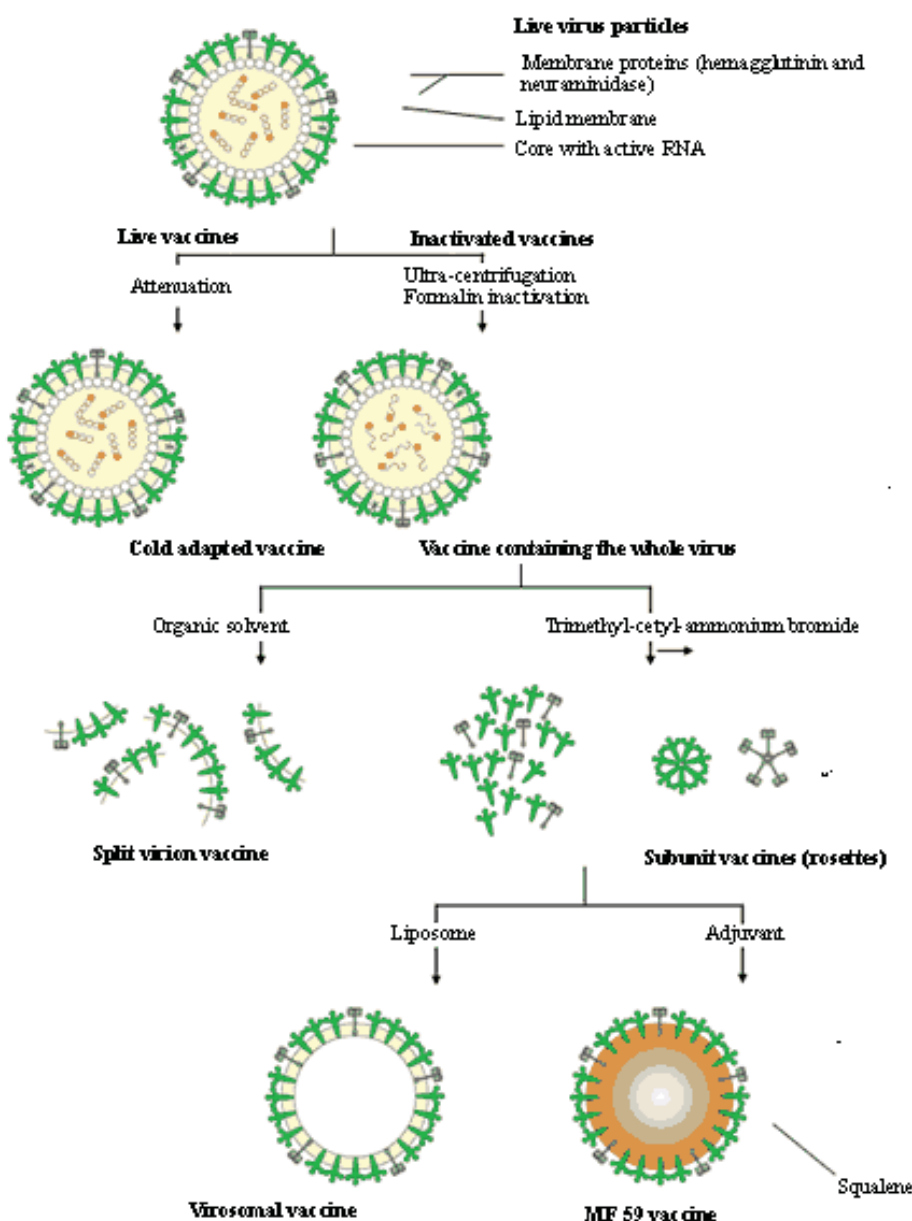 Live virus particles
Membrane proteins (hemagglutinin and
neuraminidase)
Lipid membrane
Core with active RNA
Live vaccines
Inactivated vaccines
Attenuation
Ultra-centrifugation
Formalin inactivation
Cold adapted vaccine
Vaccine containing the whole virus
Organic solvent
Trimethyl-cetyl-ammonium bromide
Split virion vaccine
Subunit vaccines (rosettes)
Liposome
Adjuvant
Squalene
Virosomal vaccine
MF 59 vaccine